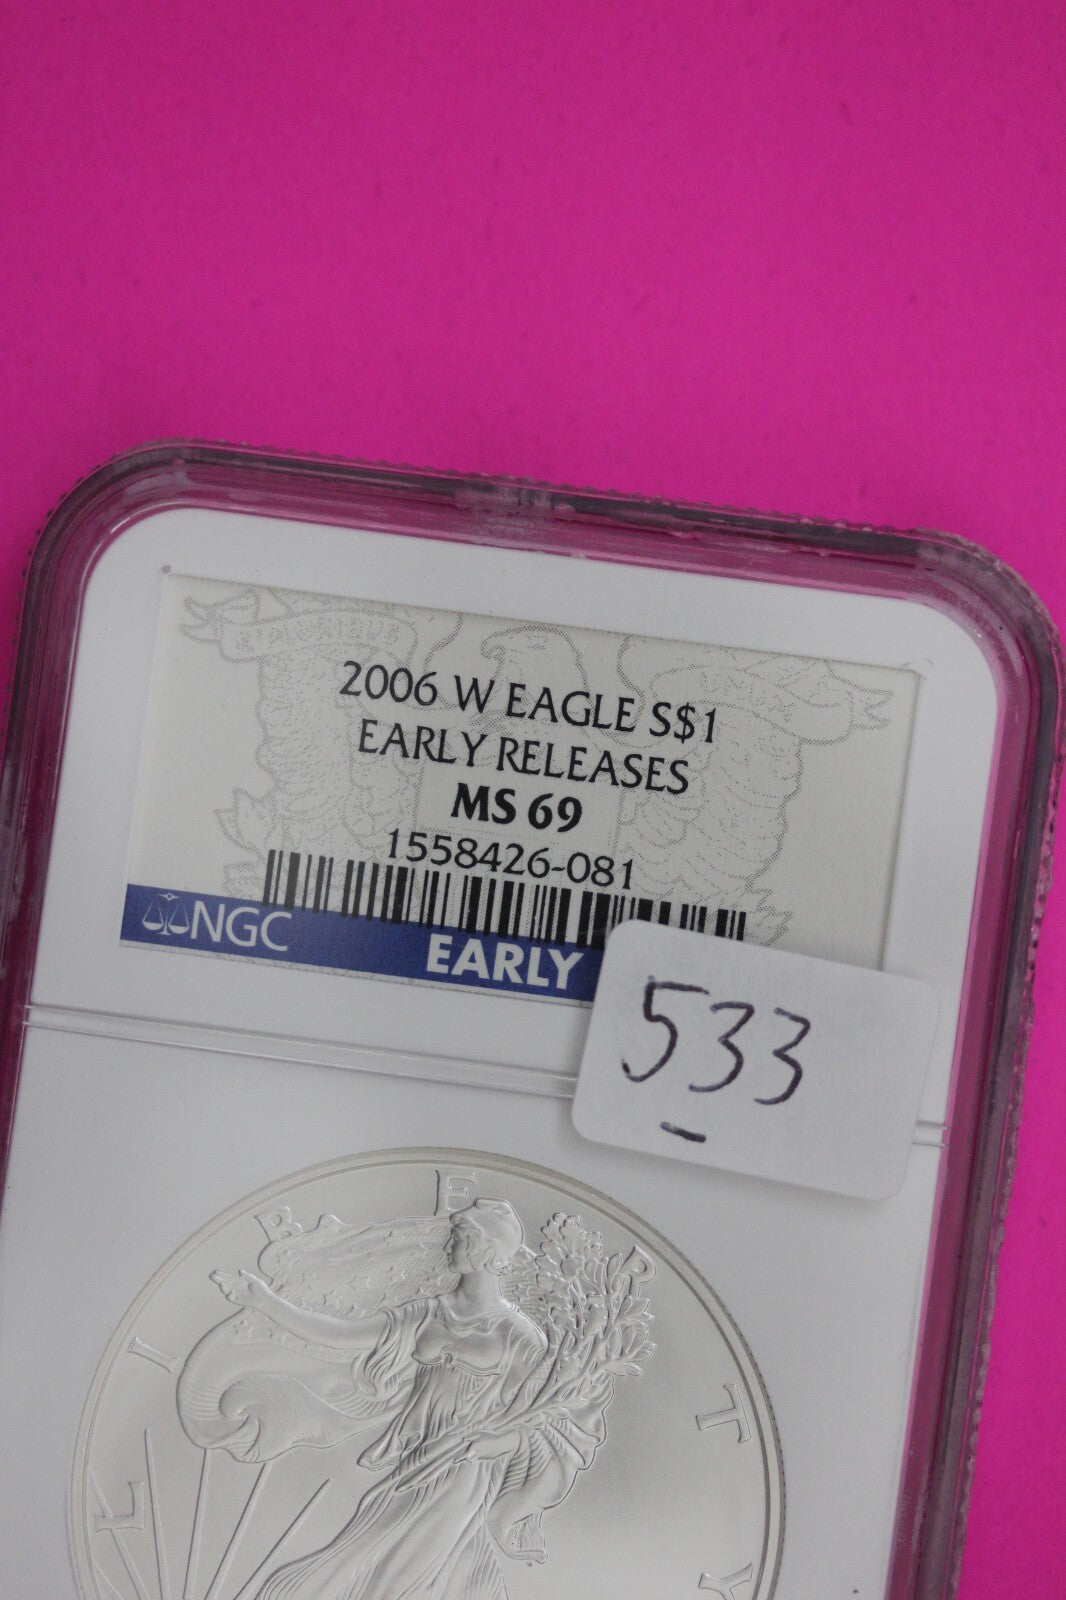 2006 W EAGLE S$1
EARLY RELEASES
MS 69
1558426-081
NGC
EARLY
533
LIBERTY